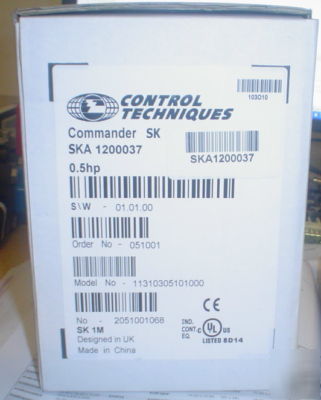 CONTROL
TECHNIQUES
103O10
Commander SK
SKA 1200037
SKA1200037
0.5hp
S\W - 01.01.00
Order No - 051001
Model No - 11310305101000
No - 2051001068
SK 1M
Designed in UK
Made in China
CE
IND.
CONT.
EQ.
C UL US
LISTED 8D14